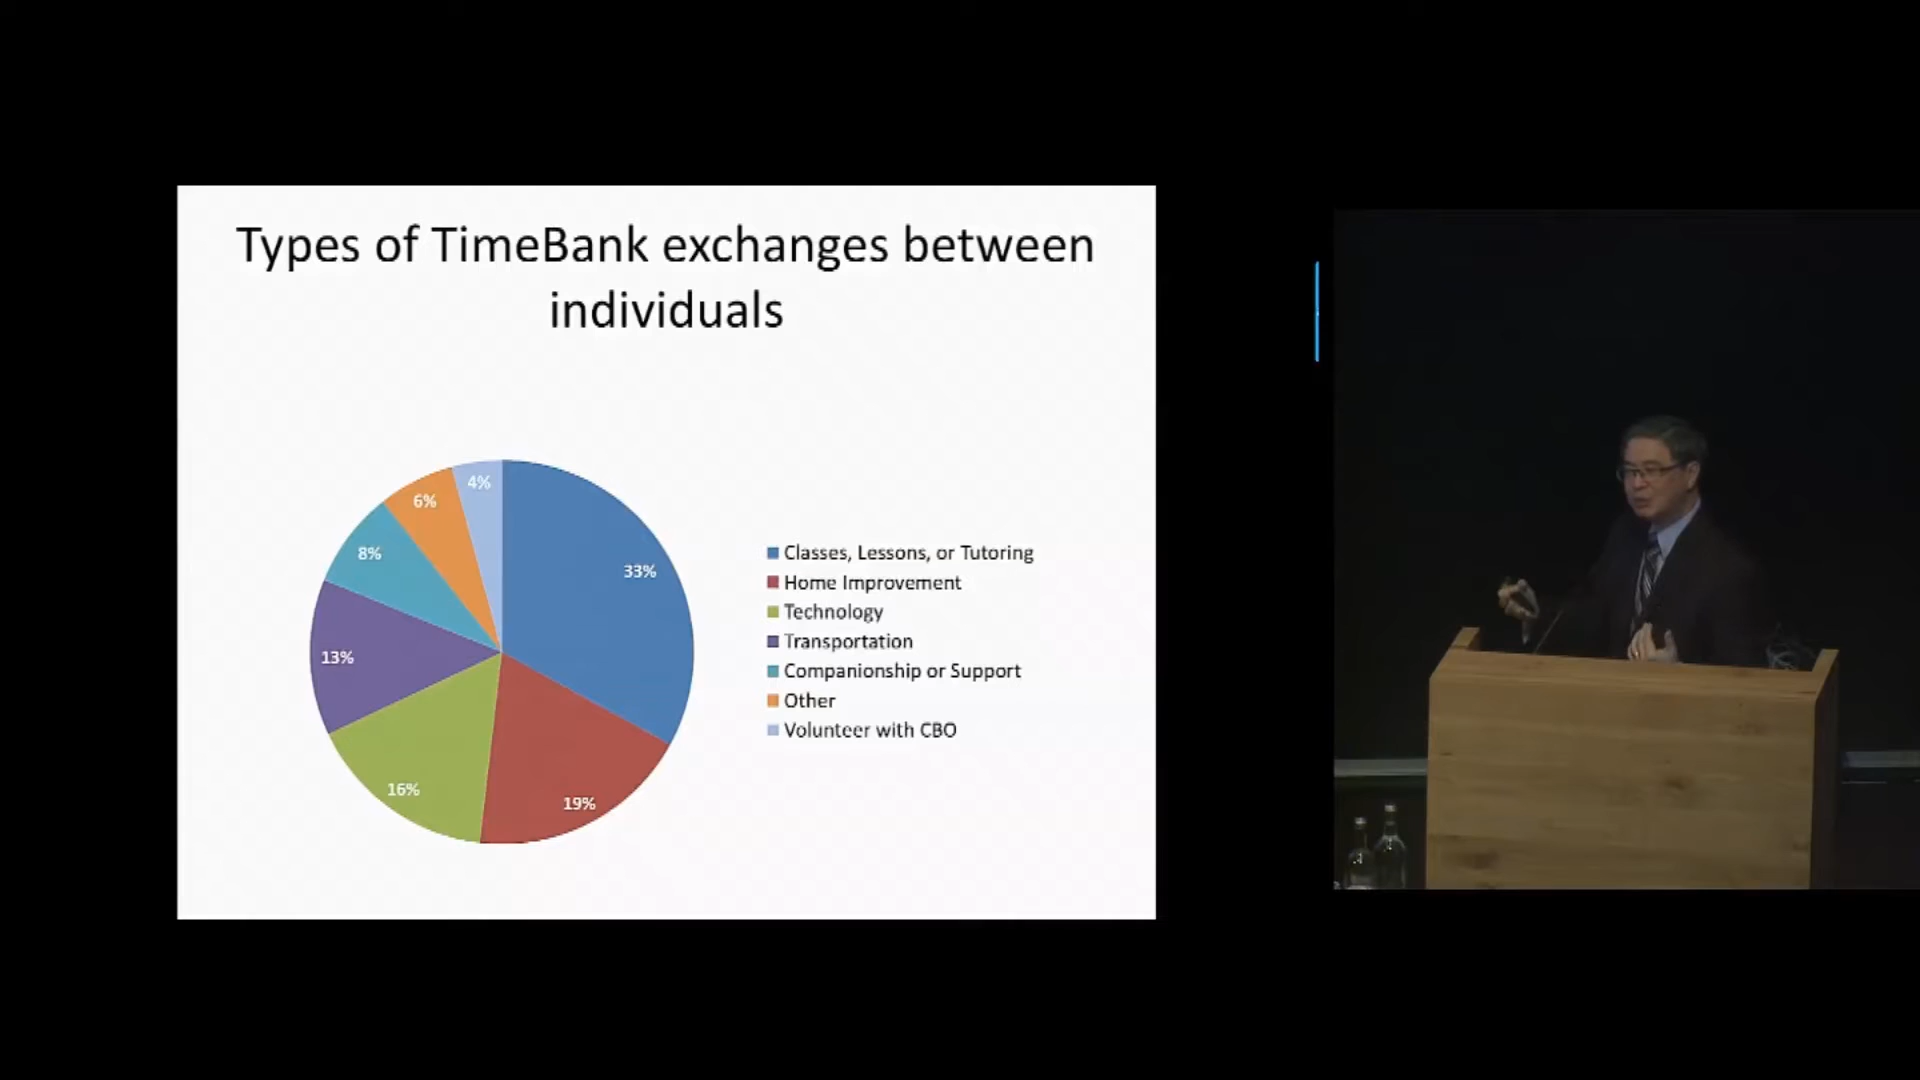 Types of TimeBank exchanges between
individuals
4%
6%
33%
8%
13%
16%
19%
Classes, Lessons, or Tutoring
Home Improvement
Technology
Transportation
Companionship or Support
Other
Volunteer with CBO